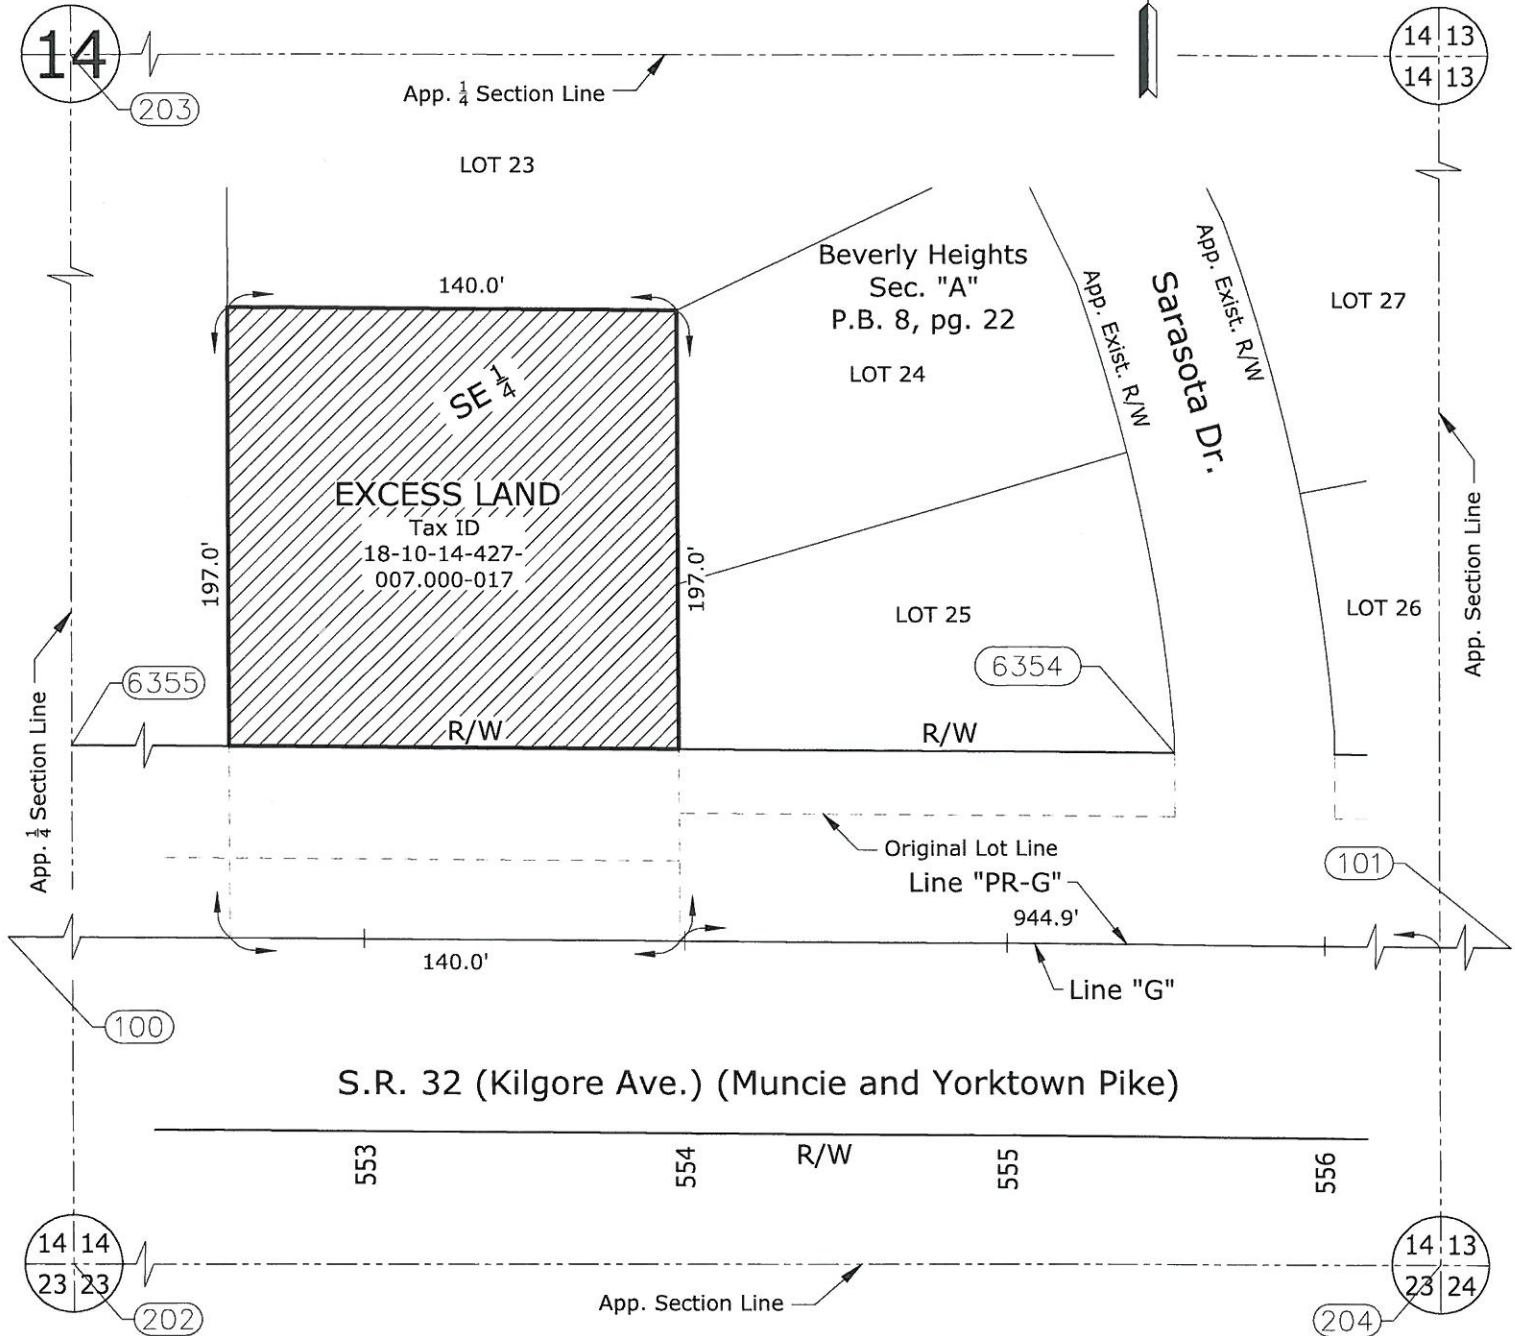 14
203
App. 1/4 Section Line
14 13
14 13
LOT 23
Beverly Heights
Sec. "A"
P.B. 8, pg. 22
LOT 24
App. Exist. R/W
Sarasota Dr.
App. Exist. R/W
LOT 27
140.0'
SE 1/4
EXCESS LAND
Tax ID
18-10-14-427-
007.000-017
197.0'
197.0'
LOT 25
LOT 26
App. Section Line
6355
6354
R/W
R/W
App. 1/4 Section Line
Original Lot Line
Line "PR-G"
944.9'
101
140.0'
Line "G"
100
S.R. 32 (Kilgore Ave.) (Muncie and Yorktown Pike)
553
554
R/W
555
556
14 14
23 23
202
App. Section Line
14 13
23 24
204